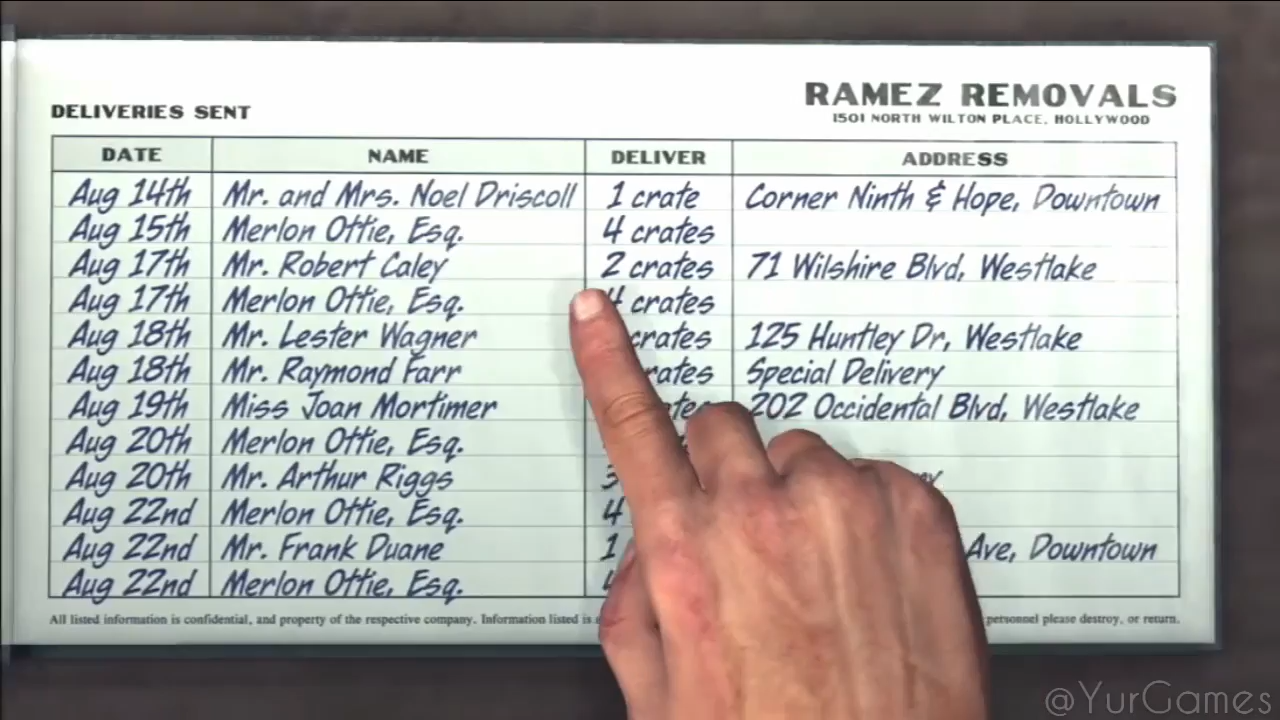 RAMEZ REMOVALS
1501 NORTH WILTON PLACE, HOLLYWOOD
DELIVERIES SENT
DATE NAME DELIVER ADDRESS
Aug 14th Mr. and Mrs. Noel Driscoll 1 crate Corner Ninth & Hope, Downtown
Aug 15th Merlon Ottie, Esq. 4 crates
Aug 17th Mr. Robert Caley 2 crates 71 Wilshire Blvd, Westlake
Aug 17th Merlon Ottie, Esq. 4 crates
Aug 18th Mr. Lester Wagner crates 125 Huntley Dr, Westlake
Aug 18th Mr. Raymond Farr Special Delivery
Aug 19th Miss Joan Mortimer 202 Occidental Blvd, Westlake
Aug 20th Merlon Ottie, Esq.
Aug 20th Mr. Arthur Riggs 3
Aug 22nd Merlon Ottie, Esq. 4
Aug 22nd Mr. Frank Duane 1 Ave, Downtown
Aug 22nd Merlon Ottie, Esq. 4
All listed information is confidential, and property of the respective company. Information listed is personnel please destroy, or return.
@YurGames